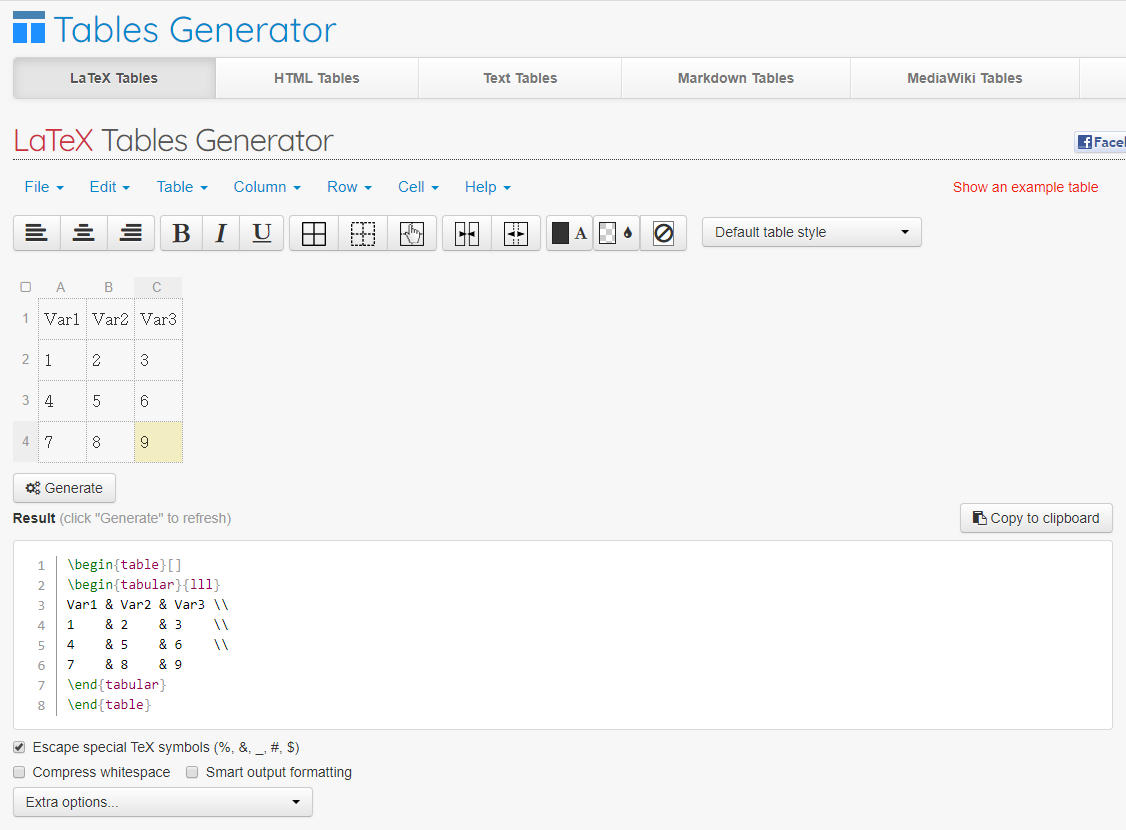 Tables Generator
LaTeX Tables HTML Tables Text Tables Markdown Tables MediaWiki Tables
LaTeX Tables Generator
File Edit Table Column Row Cell Help Show an example table
B I U A Default table style
A B C
1 Var1 Var2 Var3
2 1 2 3
3 4 5 6
4 7 8 9
Generate
Result (click "Generate" to refresh) Copy to clipboard
1 \begin{table}[]
2 \begin{tabular}{lll}
3 Var1 & Var2 & Var3 \\
4 1    & 2    & 3    \\
5 4    & 5    & 6    \\
6 7    & 8    & 9
7 \end{tabular}
8 \end{table}
Escape special TeX symbols (%, &, _, #, $)
Compress whitespace Smart output formatting
Extra options...